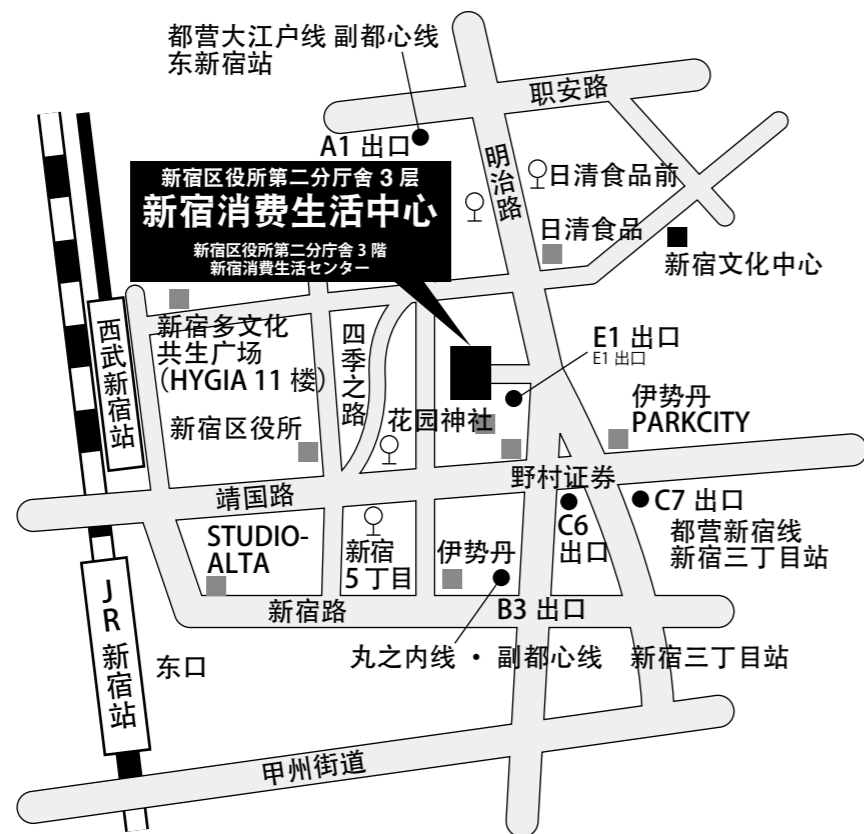 都营大江户线 副都心线
东新宿站
职安路
A1 出口
明治路
日清食品前
新宿区役所第二分厅舍 3 层
新宿消费生活中心
新宿区役所第二分庁舎 3 階
新宿消費生活センター
日清食品
新宿文化中心
西武新宿站
新宿多文化
共生广场
(HYGIA 11 楼)
四季之路
E1 出口
E1 出口
花园神社
伊势丹
PARKCITY
新宿区役所
靖国路
野村证券
C6
出口
C7 出口
都营新宿线
新宿三丁目站
STUDIO-
ALTA
新宿
5 丁目
伊势丹
B3 出口
新宿路
JR 新宿站
东口
丸之内线 ・ 副都心线 新宿三丁目站
甲州街道